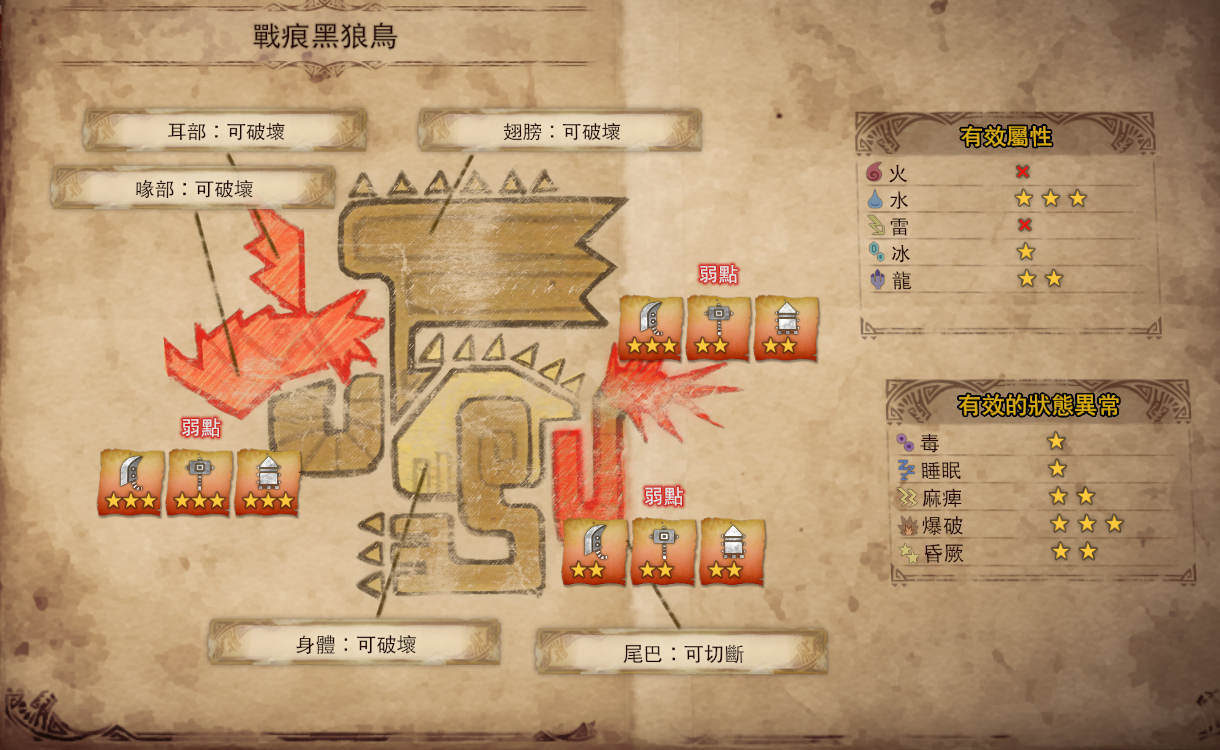 戰痕黑狼鳥
耳部：可破壞
翅膀：可破壞
喙部：可破壞
有效屬性
火
水
雷
冰
龍
弱點
弱點
弱點
有效的狀態異常
毒
睡眠
麻痺
爆破
昏厥
身體：可破壞
尾巴：可切斷